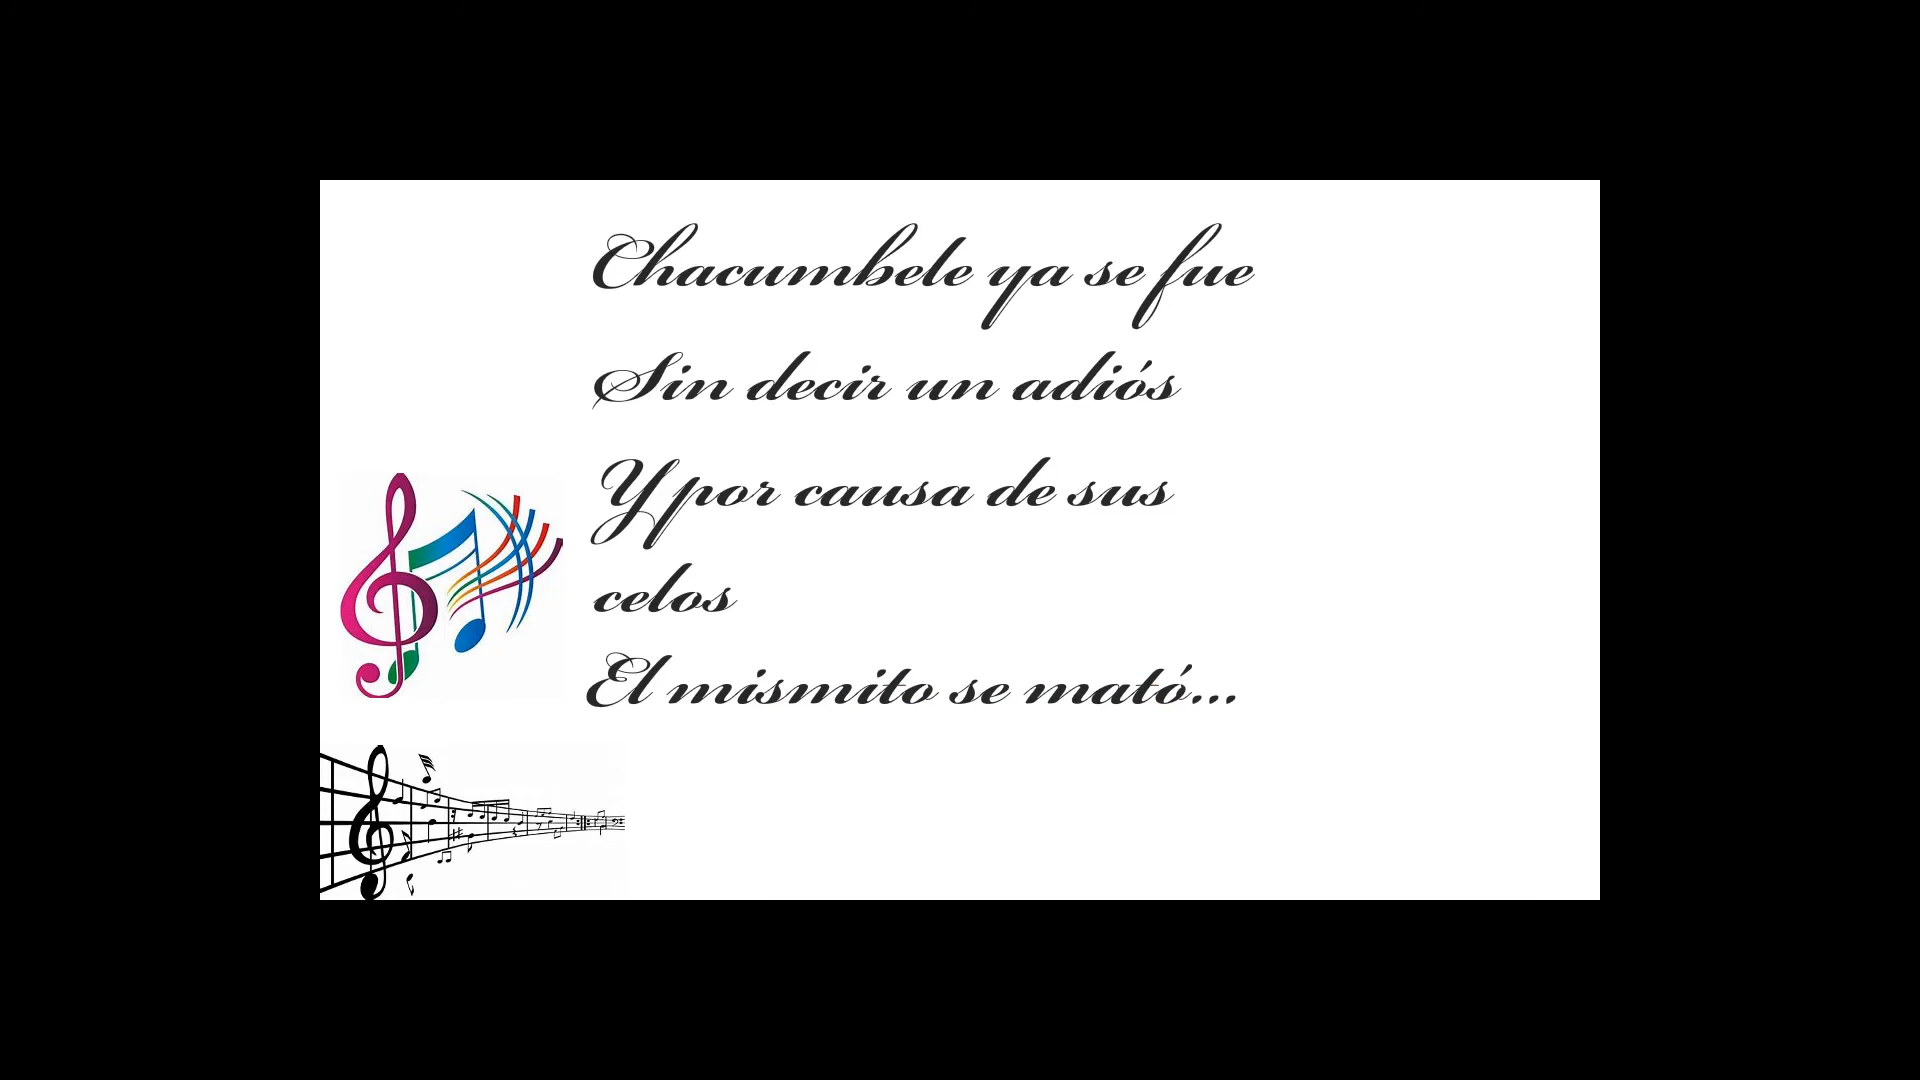 Chacumbele ya se fue
Sin decir un adiós
Y por causa de sus
celos
El mismito se mató...